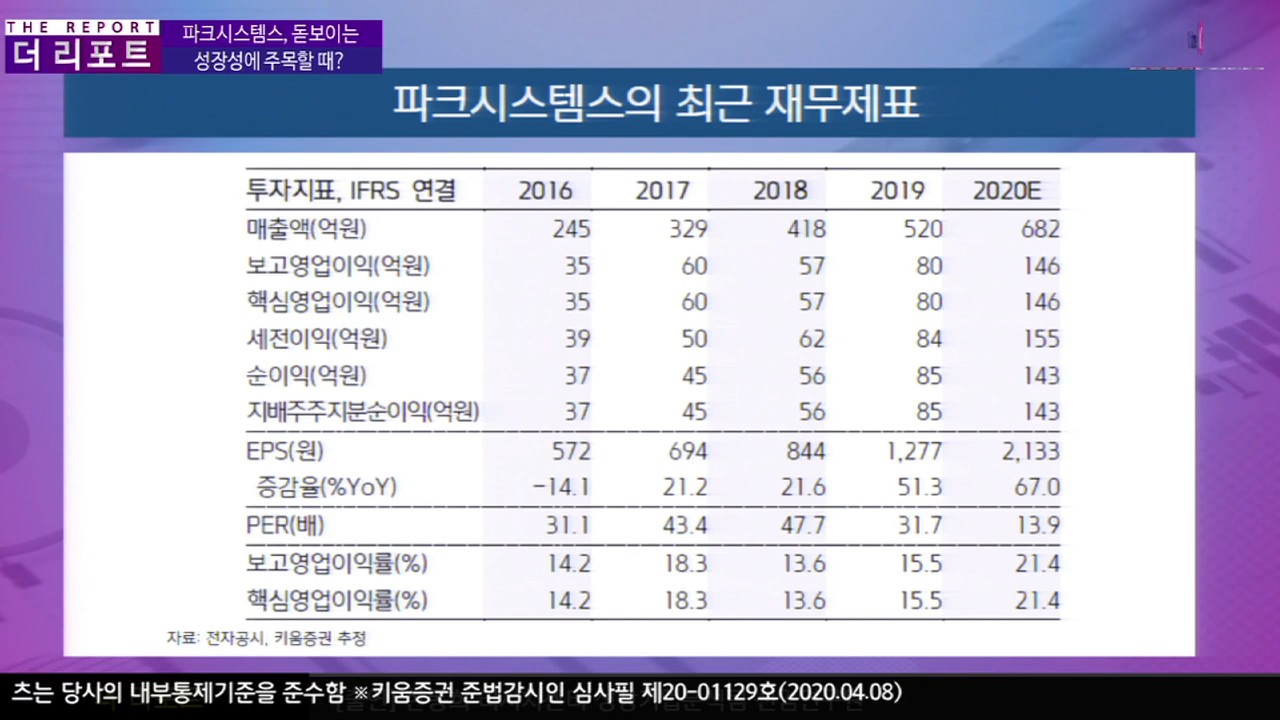 THE REPORT
더 리포트
파크시스템스, 돋보이는
성장성에 주목할 때?
파크시스템스의 최근 재무제표
투자지표, IFRS 연결 2016 2017 2018 2019 2020E
매출액(억원) 245 329 418 520 682
보고영업이익(억원) 35 60 57 80 146
핵심영업이익(억원) 35 60 57 80 146
세전이익(억원) 39 50 62 84 155
순이익(억원) 37 45 56 85 143
지배주주지분순이익(억원) 37 45 56 85 143
EPS(원) 572 694 844 1,277 2,133
증감율(%YoY) -14.1 21.2 21.6 51.3 67.0
PER(배) 31.1 43.4 47.7 31.7 13.9
보고영업이익률(%) 14.2 18.3 13.6 15.5 21.4
핵심영업이익률(%) 14.2 18.3 13.6 15.5 21.4
자료: 전자공시, 키움증권 추정
츠는 당사의 내부통제기준을 준수함 ※키움증권 준법감시인 심사필 제20-01129호(2020.04.08)